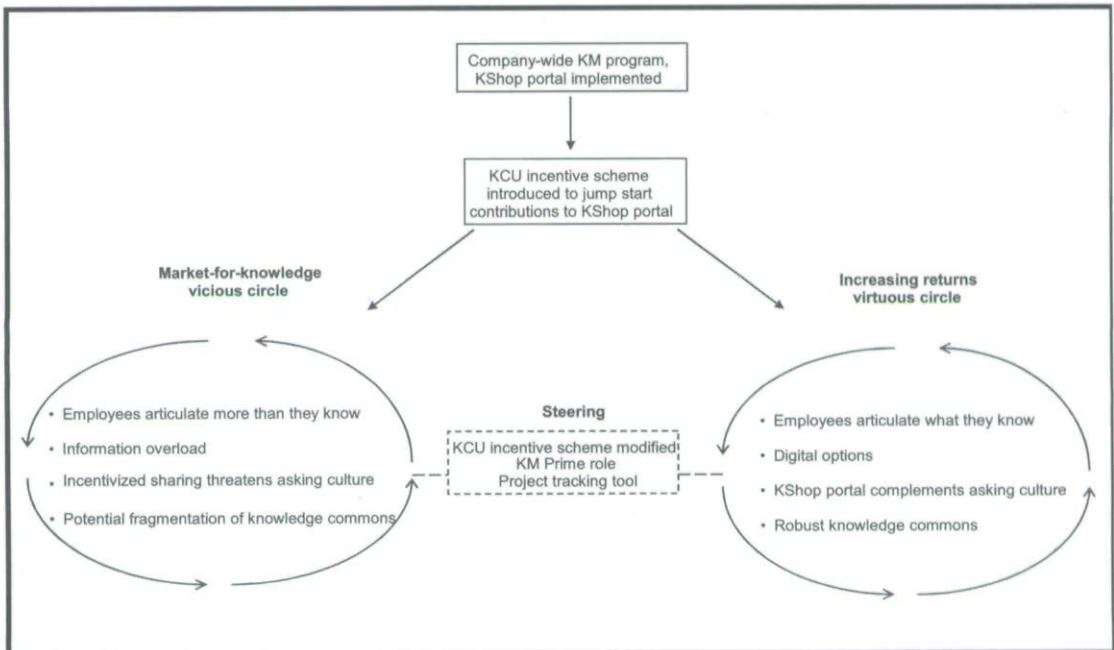 Company-wide KM program,
KShop portal implemented
KCU incentive scheme
introduced to jump start
contributions to KShop portal
Market-for-knowledge
vicious circle
Increasing returns
virtuous circle
• Employees articulate more than they know
• Information overload
• Incentivized sharing threatens asking culture
• Potential fragmentation of knowledge commons
Steering
KCU incentive scheme modified
KM Prime role
Project tracking tool
• Employees articulate what they know
• Digital options
• KShop portal complements asking culture
• Robust knowledge commons